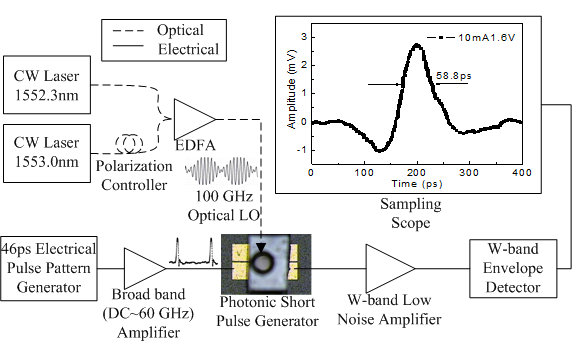 Optical
Electrical
CW Laser
1552.3nm
CW Laser
1553.0nm
Polarization
Controller
EDFA
100 GHz
Optical LO
Amplitude (mV)
3
2
1
0
-1
10mA1.6V
58.8ps
0
100
200
300
400
Time (ps)
Sampling
Scope
46ps Electrical
Pulse Pattern
Generator
Broad band
(DC~60 GHz)
Amplifier
Photonic Short
Pulse Generator
W-band Low
Noise Amplifier
W-band
Envelope
Detector